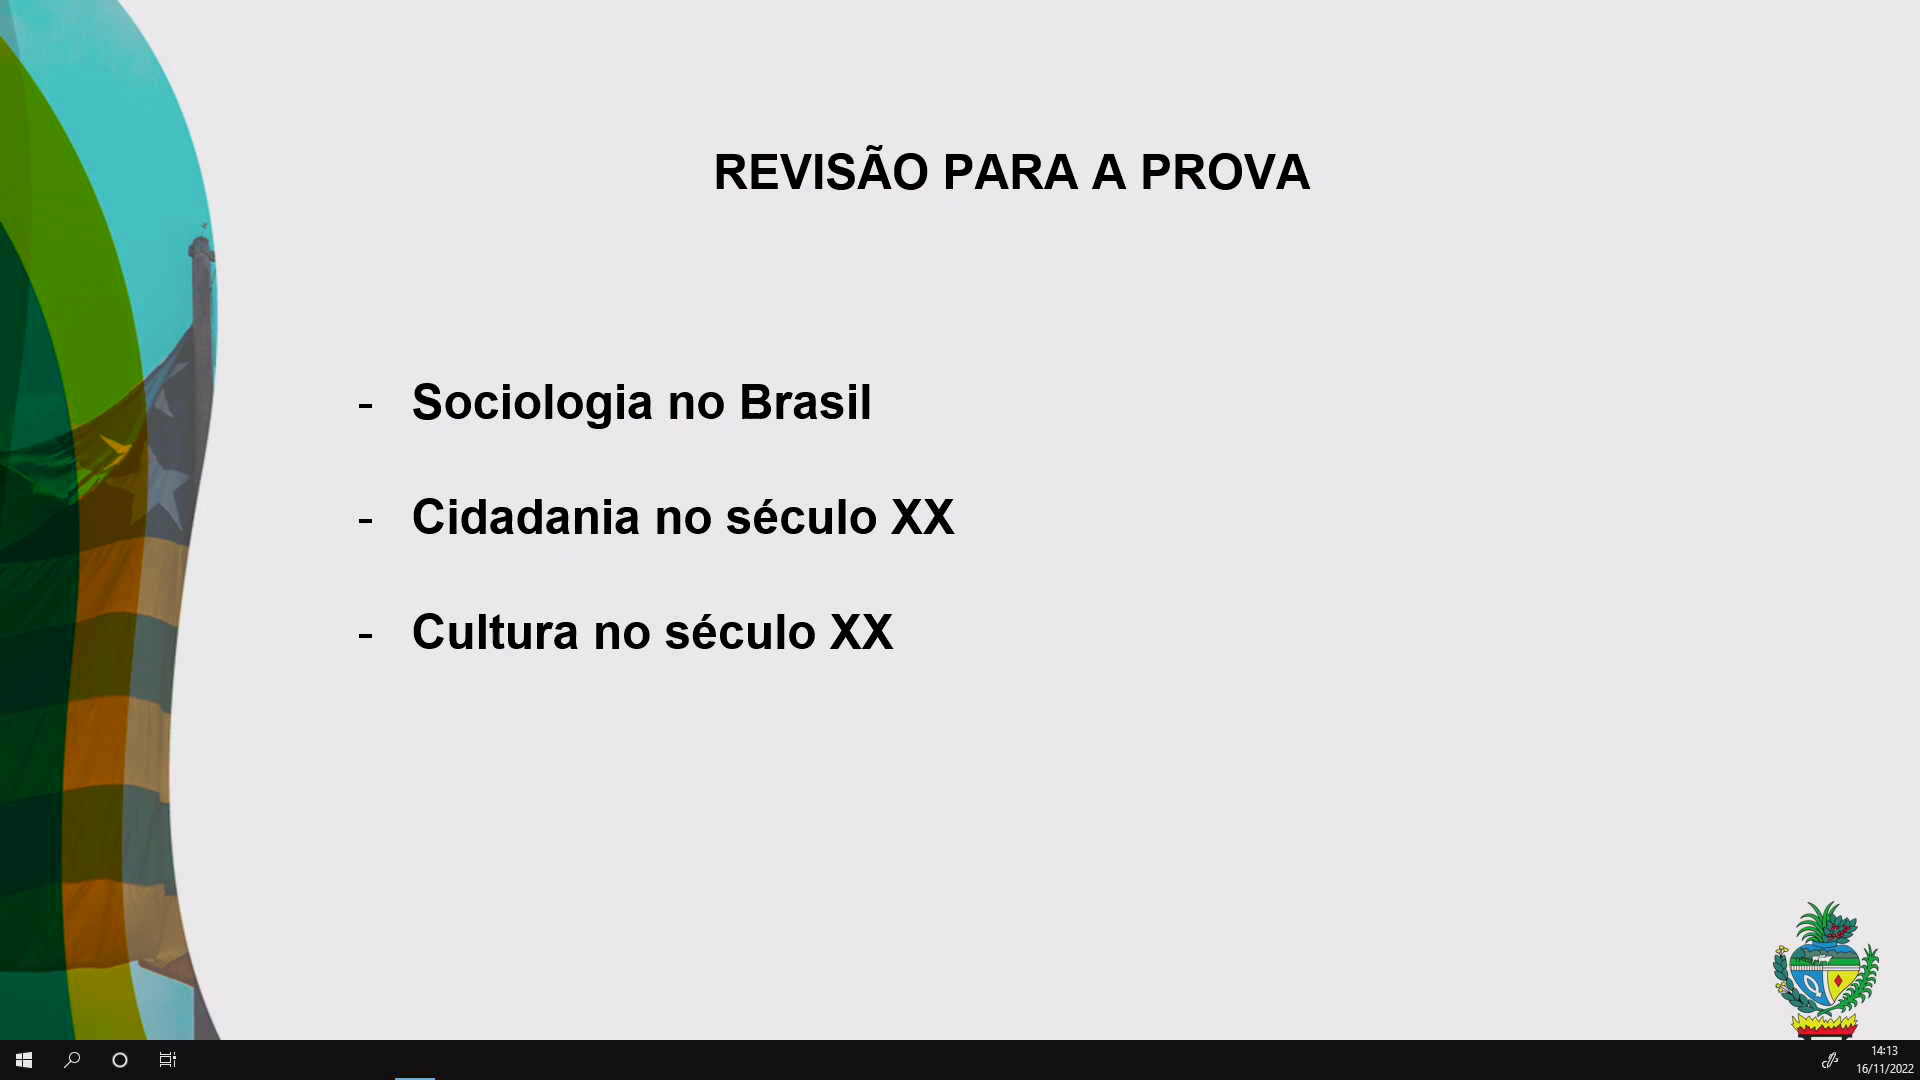 REVISÃO PARA A PROVA
- Sociologia no Brasil
- Cidadania no século XX
- Cultura no século XX
14:13
16/11/2022